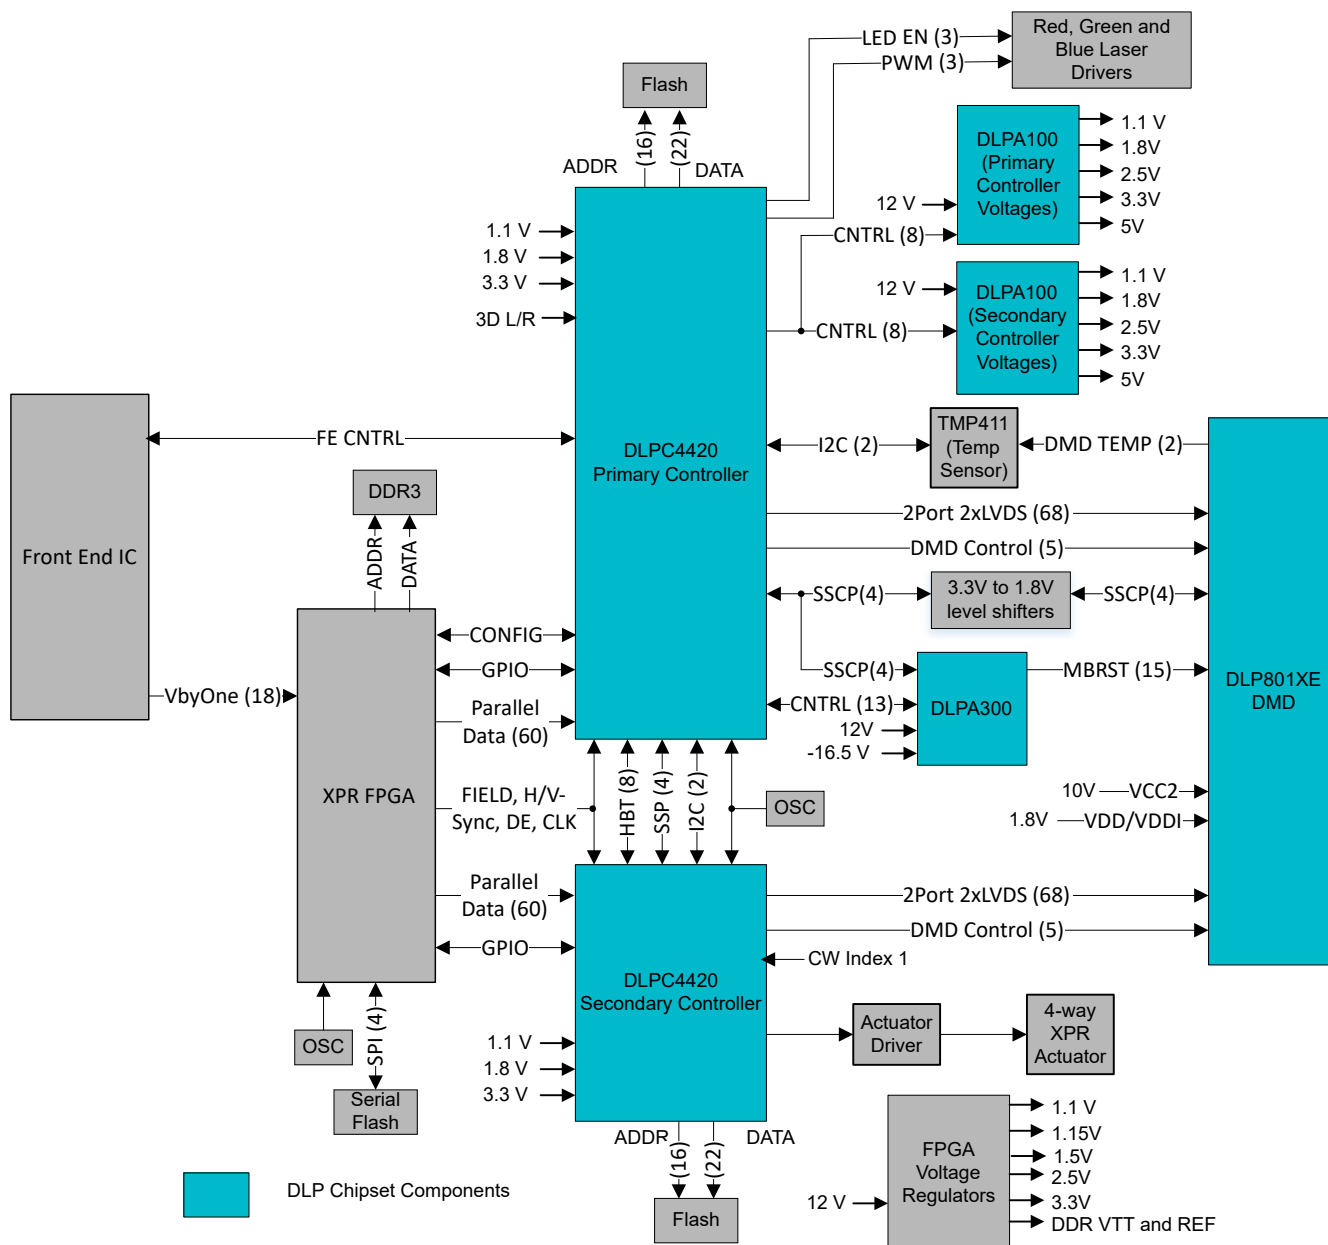 LED EN (3)
PWM (3)
Red, Green and
Blue Laser
Drivers
Flash
ADDR
(16)
(22)
DATA
12 V
CNTRL (8)
DLPA100
(Primary
Controller
Voltages)
1.1 V
1.8V
2.5V
3.3V
5V
1.1 V
1.8 V
3.3 V
3D L/R
12 V
CNTRL (8)
DLPA100
(Secondary
Controller
Voltages)
1.1 V
1.8V
2.5V
3.3V
5V
Front End IC
FE CNTRL
DLPC4420
Primary Controller
I2C (2)
TMP411
(Temp
Sensor)
DMD TEMP (2)
DDR3
ADDR
DATA
2Port 2xLVDS (68)
DMD Control (5)
SSCP(4)
3.3V to 1.8V
level shifters
SSCP(4)
CONFIG
GPIO
VbyOne (18)
Parallel
Data (60)
SSCP(4)
CNTRL (13)
12V
-16.5 V
DLPA300
MBRST (15)
DLP801XE
DMD
XPR FPGA
FIELD, H/V-
Sync, DE, CLK
HBT (8)
SSP (4)
I2C (2)
OSC
10V
VCC2
1.8V
VDD/VDDI
Parallel
Data (60)
GPIO
2Port 2xLVDS (68)
DMD Control (5)
CW Index 1
DLPC4420
Secondary Controller
OSC
SPI (4)
Serial
Flash
1.1 V
1.8 V
3.3 V
Actuator
Driver
4-way
XPR
Actuator
ADDR
(16)
(22)
DATA
Flash
12 V
FPGA
Voltage
Regulators
1.1 V
1.15V
1.5V
2.5V
3.3V
DDR VTT and REF
DLP Chipset Components